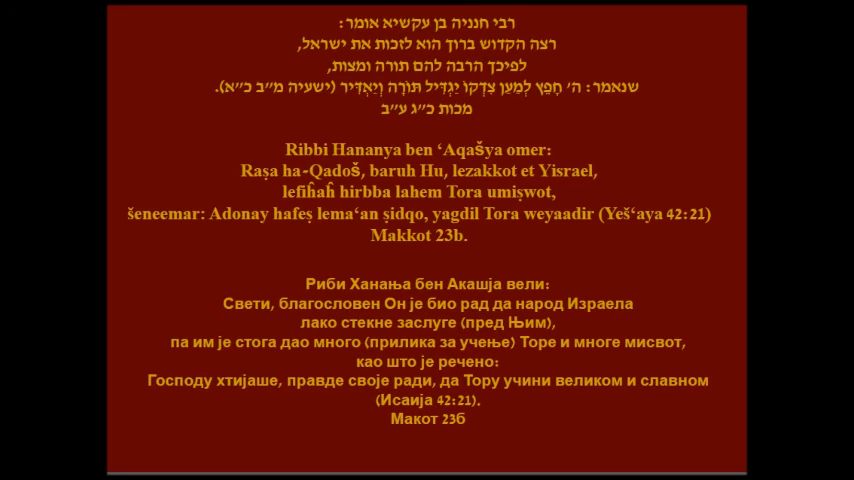 רבי חנניה בן עקשיא אומר:
רצה הקדוש ברוך הוא לזכות את ישראל,
לפיכך הרבה להם תורה ומצות,
שנאמר: ה׳ חָפֵץ לְמַעַן צִדְקוֹ יַגְדִּיל תּוֹרָה וְיַאְדִּיר (ישעיה מ״ב כ״א).
מכות כ״ג ע״ב
Ribbi Hananya ben ‘Aqašya omer:
Raṣa ha-Qadoš, baruh Hu, lezakkot et Yisrael,
lefiĥaĥ hirbba lahem Tora umiṣwot,
šeneemar: Adonay hafeṣ lema‘an ṣidqo, yagdil Tora weyaadir (Yeš‘aya 42:21)
Makkot 23b.
Риби Ханања бен Акашја вели:
Свети, благословен Он је био рад да народ Израела
лако стекне заслуге (пред Њим),
па им је стога дао много (прилика за учење) Торе и многе мисвот,
као што је речено:
Господу хтијаше, правде своје ради, да Тору учини великом и славном
(Исаија 42:21).
Макот 23б